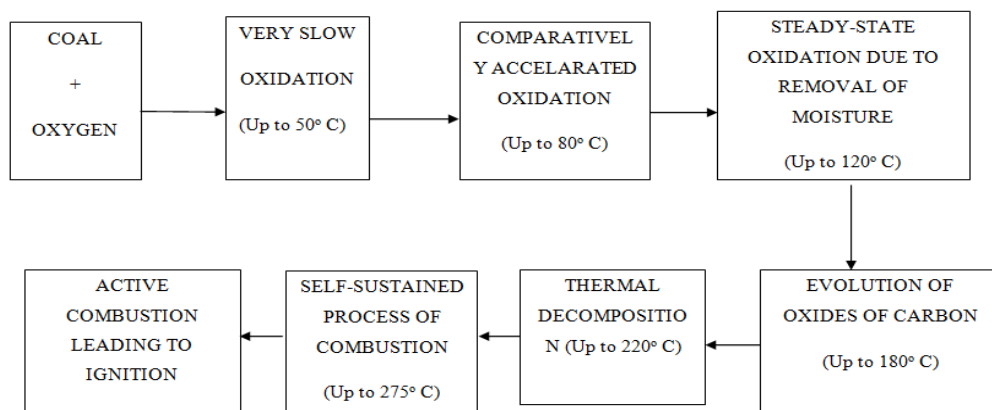 COAL
+
OXYGEN
VERY SLOW
OXIDATION
(Up to 50° C)
COMPARATIVEL
Y ACCELARATED
OXIDATION
(Up to 80° C)
STEADY-STATE
OXIDATION DUE TO
REMOVAL OF
MOISTURE
(Up to 120° C)
EVOLUTION OF
OXIDES OF CARBON
(Up to 180° C)
THERMAL
DECOMPOSITIO
N (Up to 220° C)
SELF-SUSTAINED
PROCESS OF
COMBUSTION
(Up to 275° C)
ACTIVE
COMBUSTION
LEADING TO
IGNITION